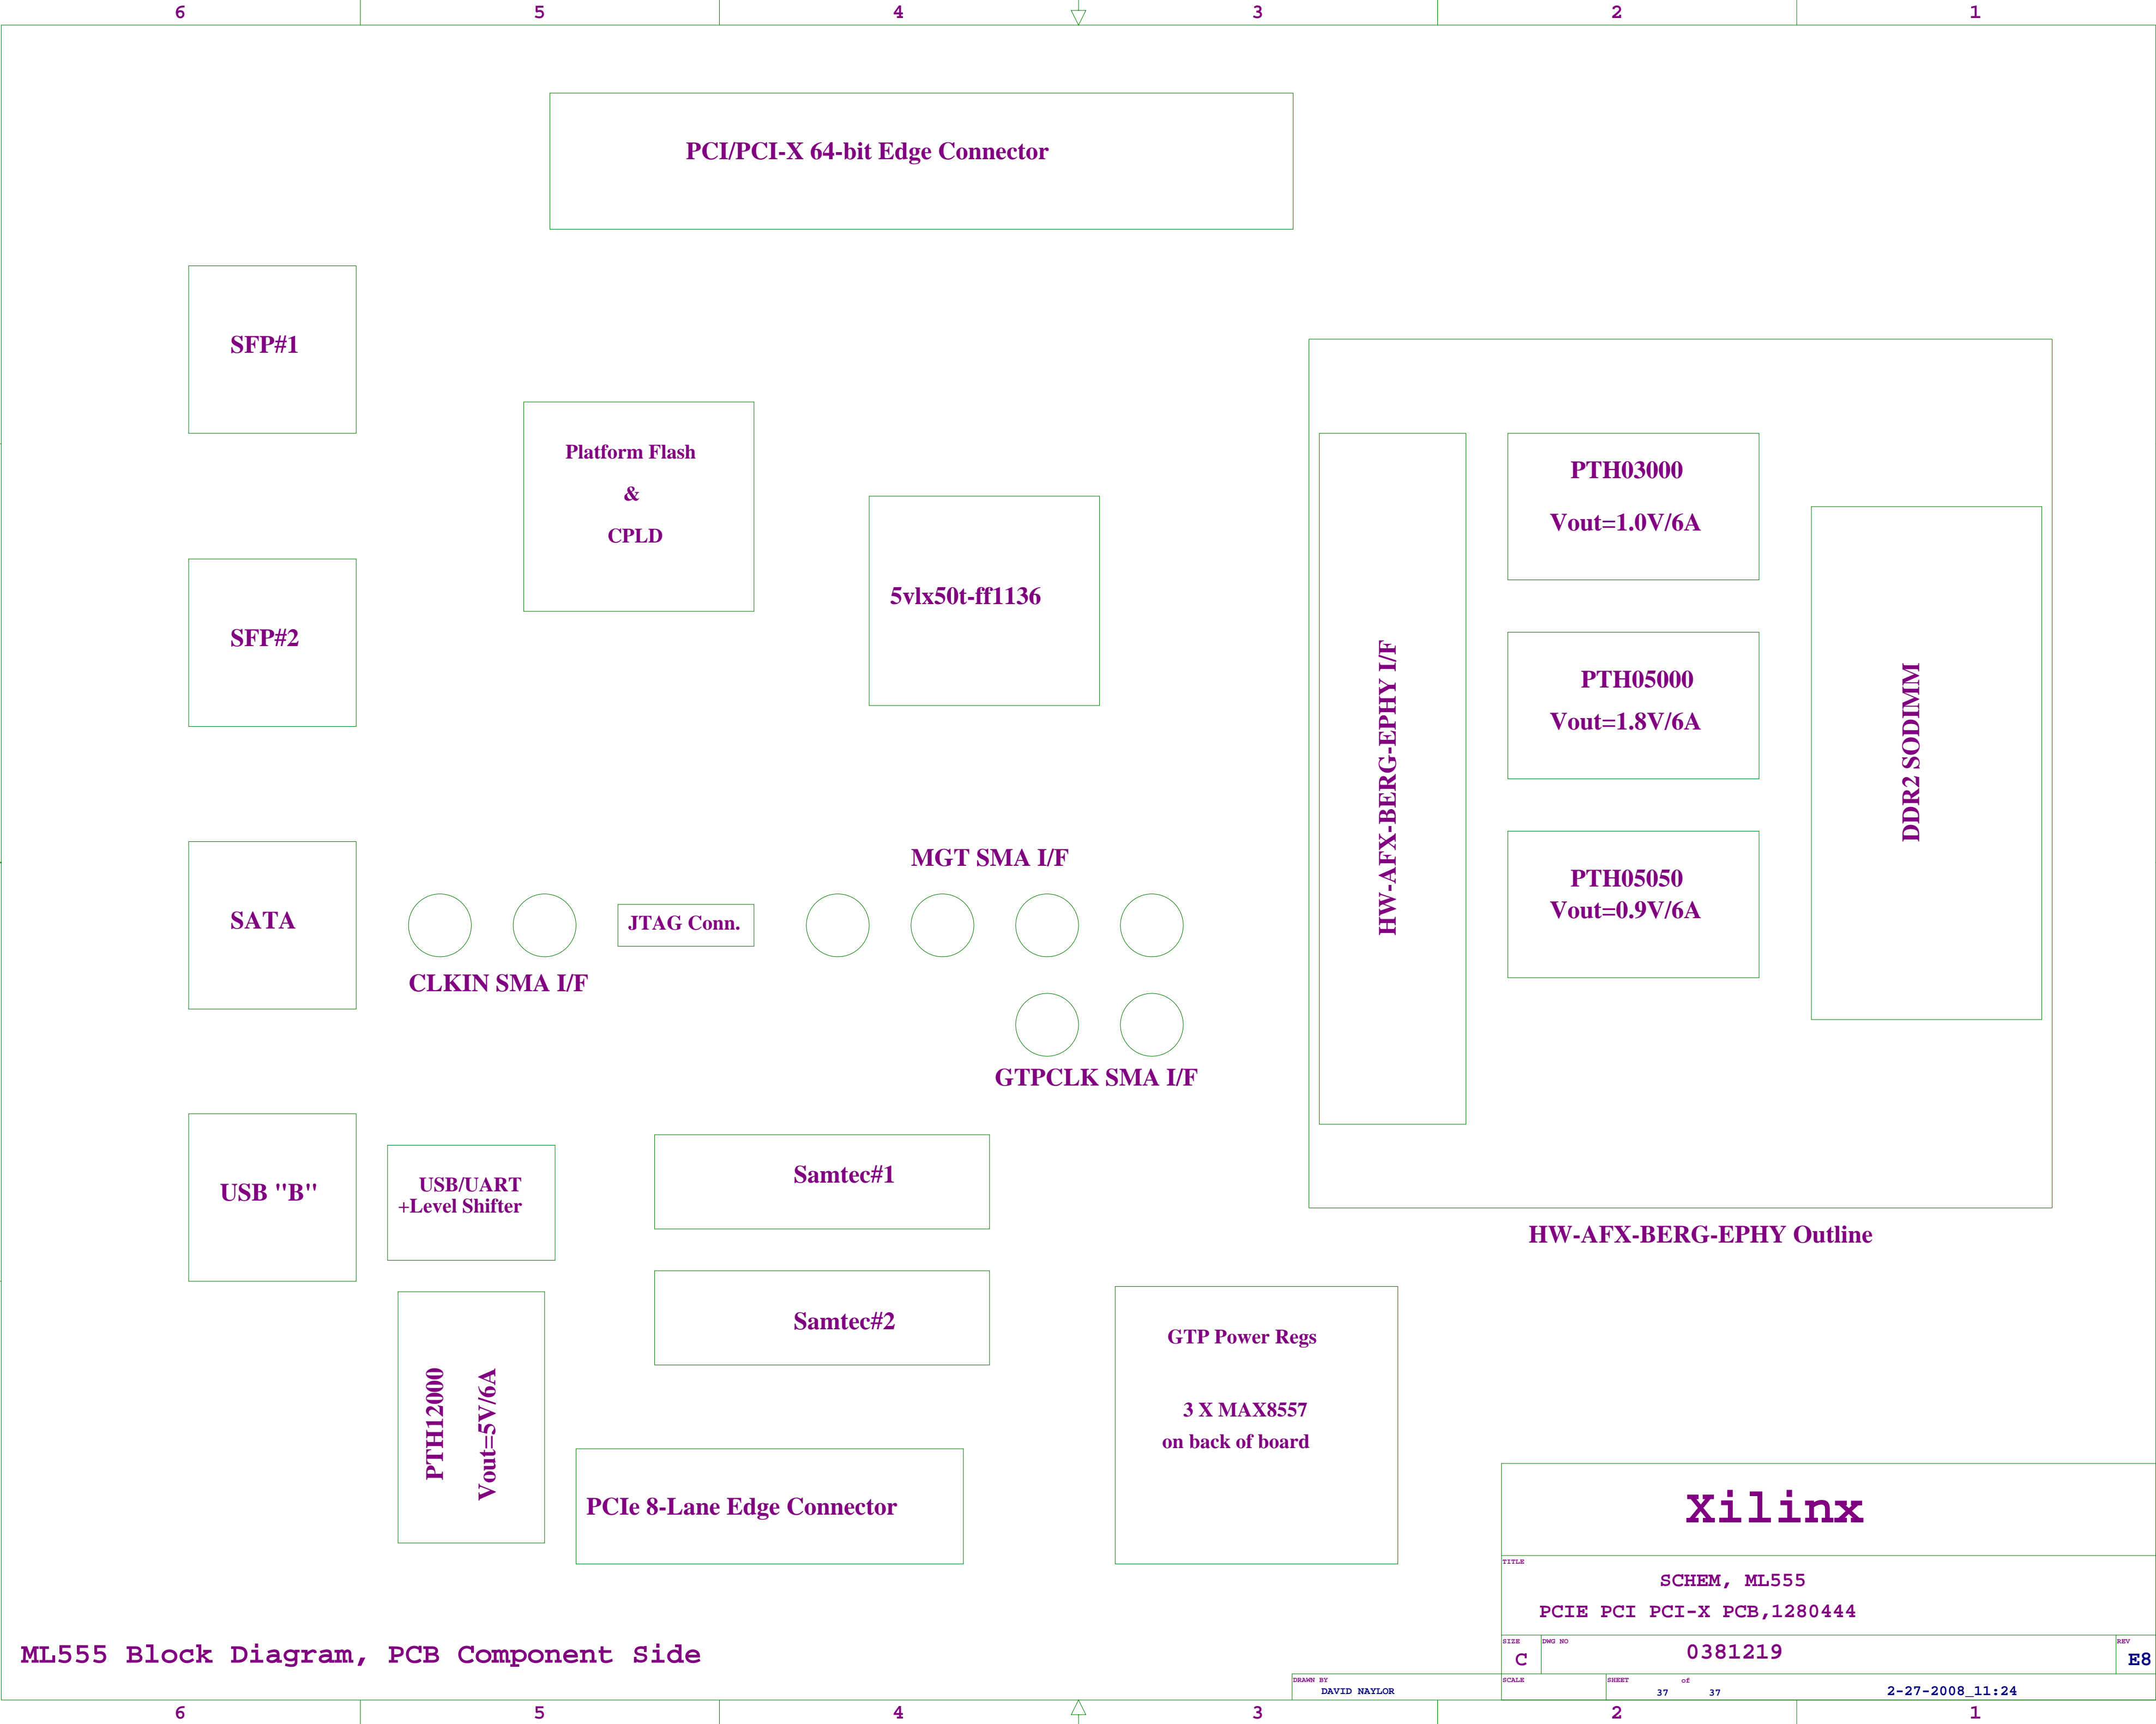 6 5 4 3 2 1
PCI/PCI-X 64-bit Edge Connector
SFP#1
Platform Flash
&
CPLD
5vlx50t-ff1136
SFP#2
HW-AFX-BERG-EPHY I/F
PTH03000
Vout=1.0V/6A
PTH05000
Vout=1.8V/6A
PTH05050
Vout=0.9V/6A
DDR2 SODIMM
HW-AFX-BERG-EPHY Outline
SATA
CLKIN SMA I/F
JTAG Conn.
MGT SMA I/F
GTPCLK SMA I/F
USB "B"
USB/UART
+Level Shifter
Samtec#1
Samtec#2
PTH12000
Vout=5V/6A
PCIe 8-Lane Edge Connector
GTP Power Regs
3 X MAX8557
on back of board
ML555 Block Diagram, PCB Component Side
Xilinx
TITLE
SCHEM, ML555
PCIE PCI PCI-X PCB,1280444
SIZE
C
DWG NO
0381219
REV
E8
DRAWN BY
DAVID NAYLOR
SCALE
SHEET
37 of 37
2-27-2008_11:24
6 5 4 3 2 1